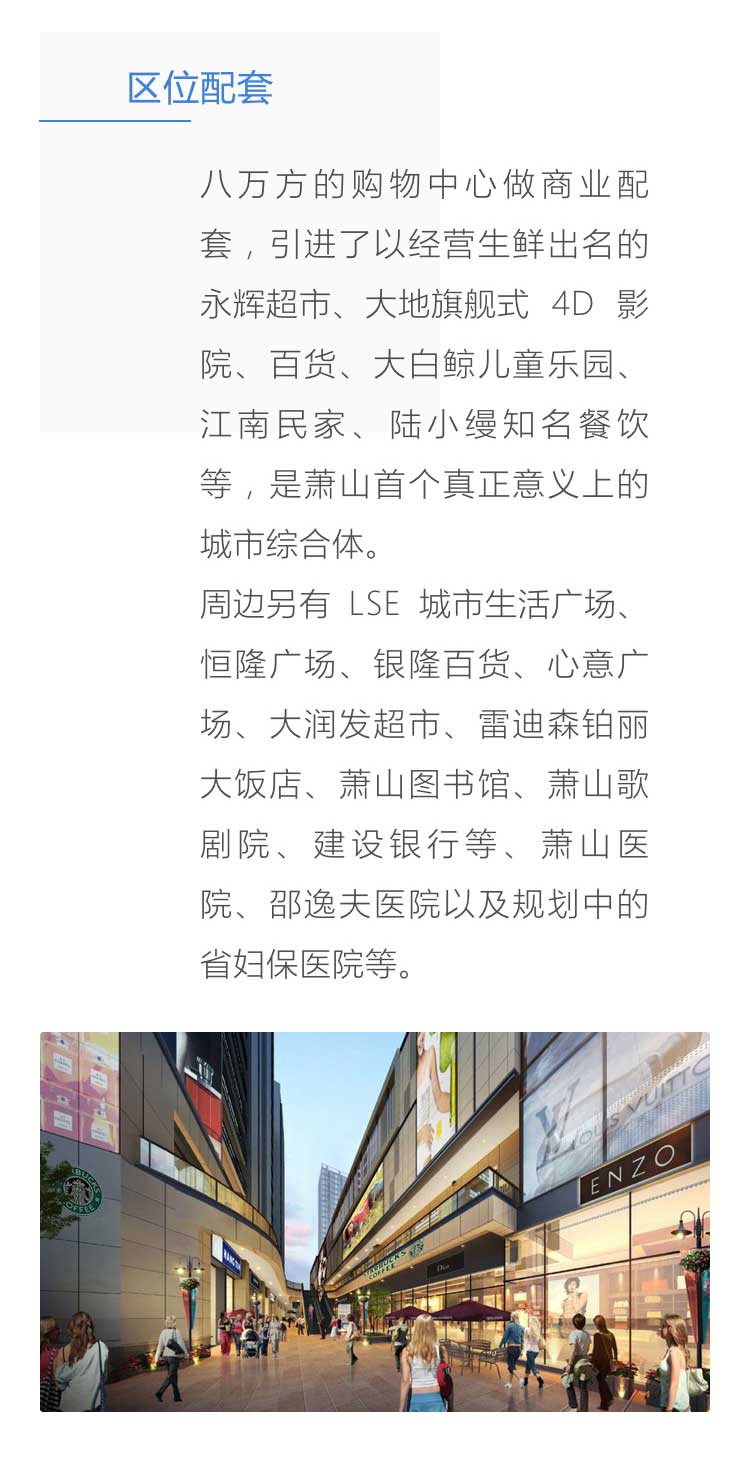 区位配套
八万方的购物中心做商业配
套，引进了以经营生鲜出名的
永辉超市、大地旗舰式 4D 影
院、百货、大白鲸儿童乐园、
江南民家、陆小缦知名餐饮
等，是萧山首个真正意义上的
城市综合体。
周边另有 LSE 城市生活广场、
恒隆广场、银隆百货、心意广
场、大润发超市、雷迪森铂丽
大饭店、萧山图书馆、萧山歌
剧院、建设银行等、萧山医
院、邵逸夫医院以及规划中的
省妇保医院等。
LOUIS VUITTON
ENZO
STARBUCKS COFFEE
Dior